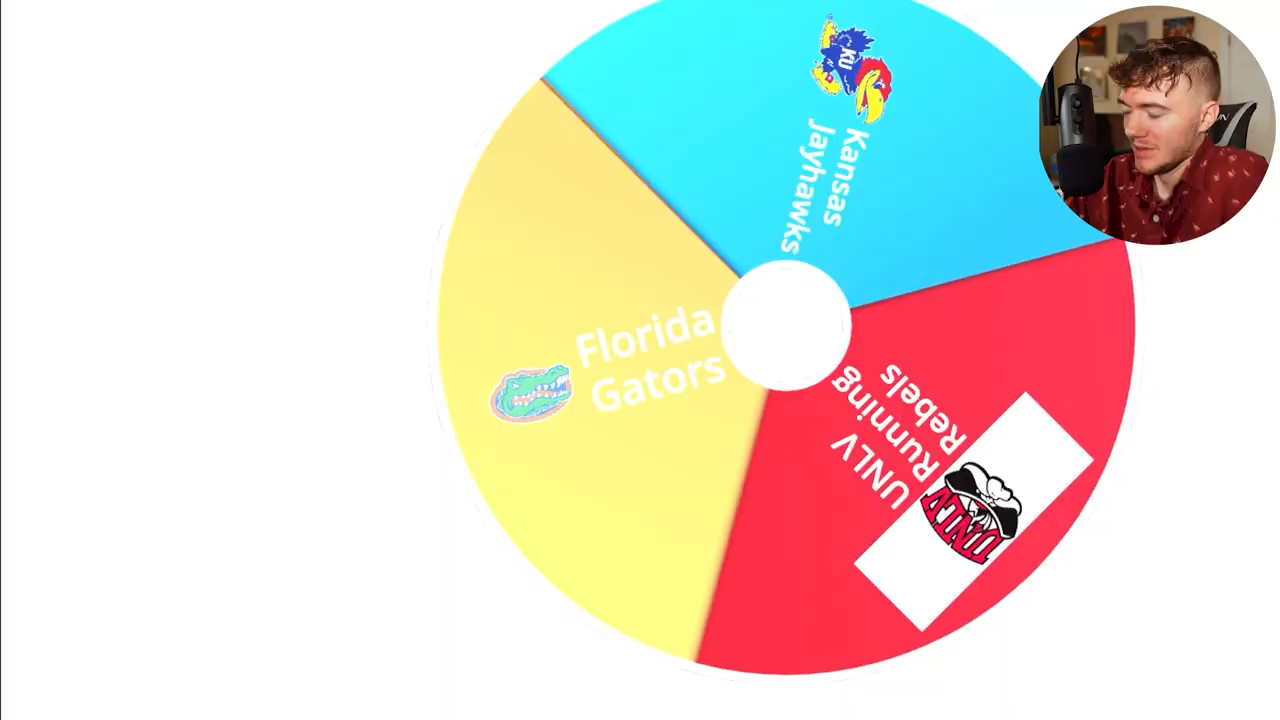 KU
Kansas
Jayhawks
Florida
Gators
UNLV
Running
Rebels
UNLV